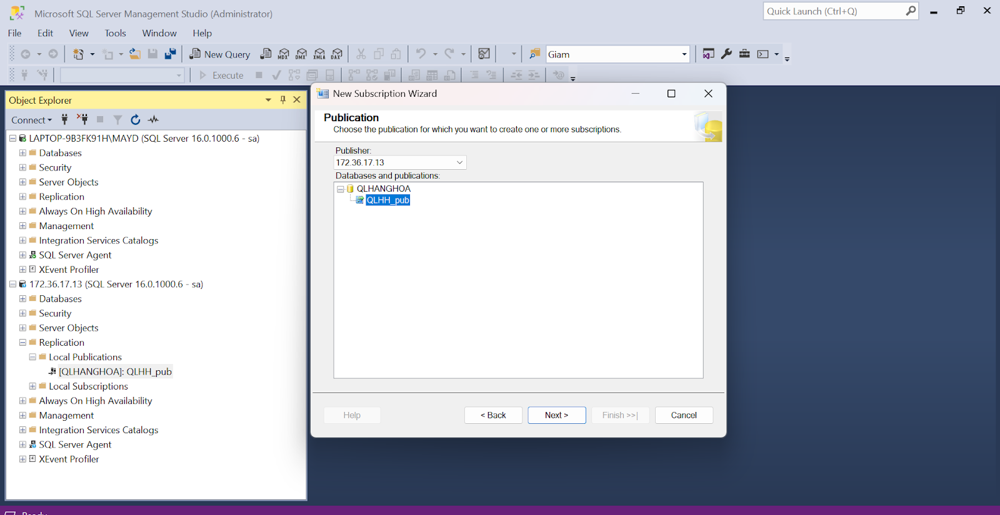 Microsoft SQL Server Management Studio (Administrator)
Quick Launch (Ctrl+Q)
File Edit View Tools Window Help
New Query MDX DMX XMLA DAX Giam
Execute
Object Explorer
Connect
LAPTOP-9B3FK91H\MAYD (SQL Server 16.0.1000.6 - sa)
Databases
Security
Server Objects
Replication
Always On High Availability
Management
Integration Services Catalogs
SQL Server Agent
XEvent Profiler
172.36.17.13 (SQL Server 16.0.1000.6 - sa)
Databases
Security
Server Objects
Replication
Local Publications
[QLHANGHOA]: QLHH_pub
Local Subscriptions
Always On High Availability
Management
Integration Services Catalogs
SQL Server Agent
XEvent Profiler
New Subscription Wizard
Publication
Choose the publication for which you want to create one or more subscriptions.
Publisher:
172.36.17.13
Databases and publications:
QLHANGHOA
QLHH_pub
Help < Back Next > Finish >>| Cancel
Ready